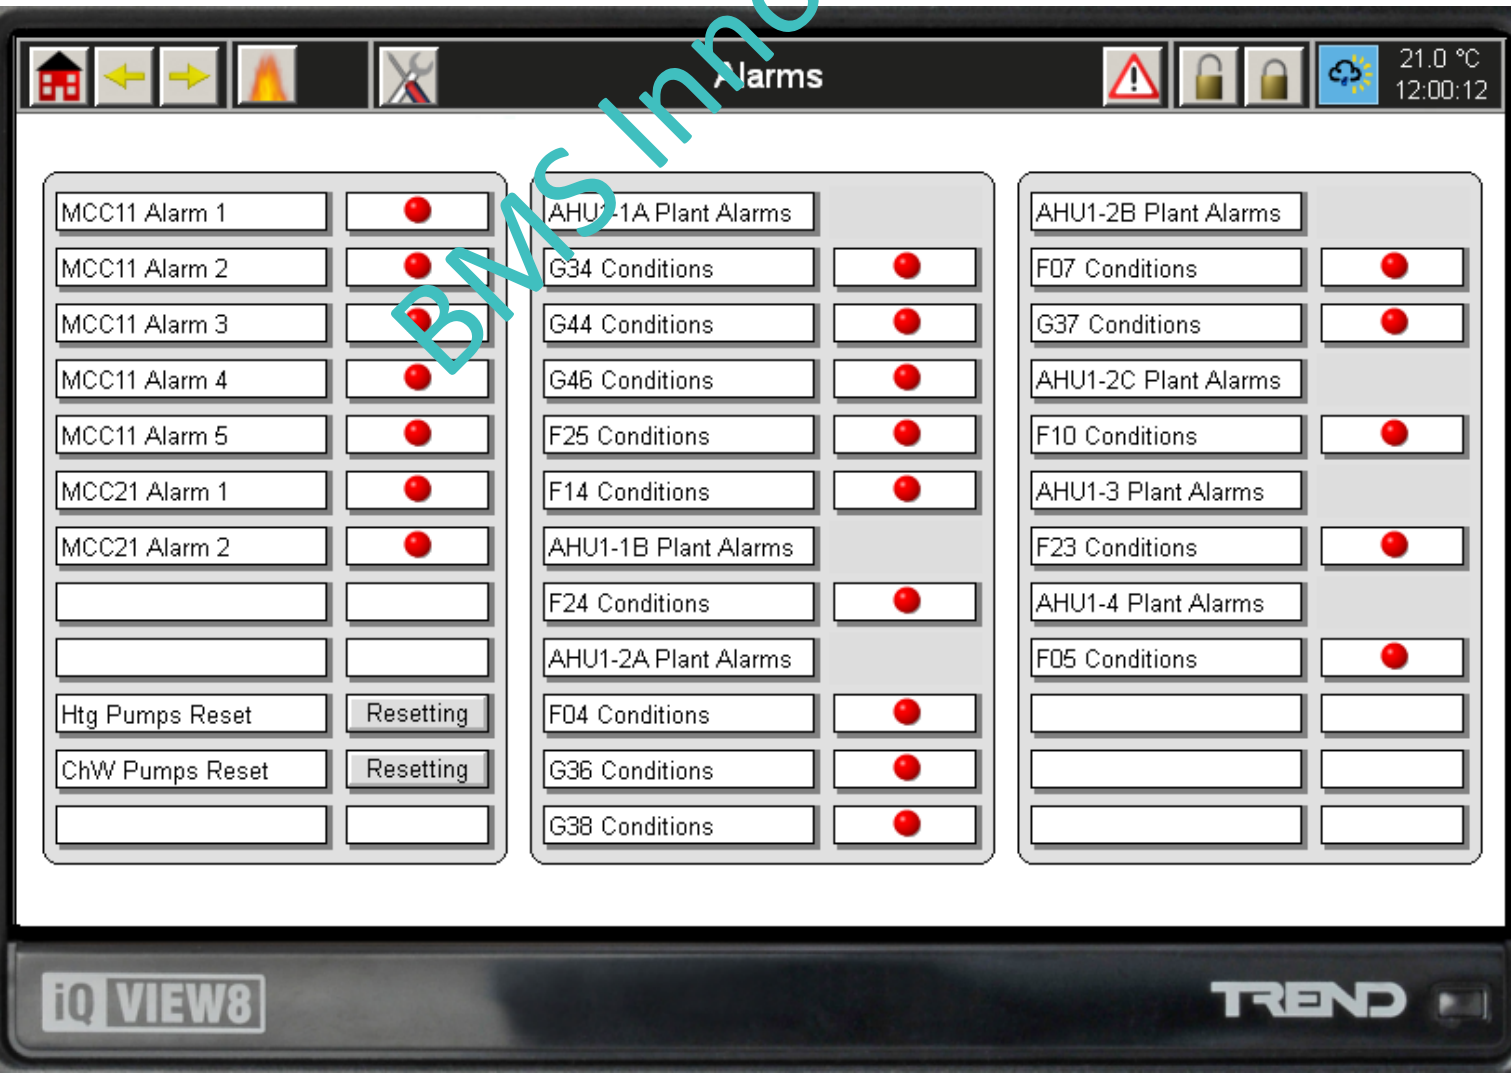 Alarms
21.0 °C
12:00:12
MCC11 Alarm 1
MCC11 Alarm 2
MCC11 Alarm 3
MCC11 Alarm 4
MCC11 Alarm 5
MCC21 Alarm 1
MCC21 Alarm 2
Htg Pumps Reset Resetting
ChW Pumps Reset Resetting
AHU1-1A Plant Alarms
G34 Conditions
G44 Conditions
G46 Conditions
F25 Conditions
F14 Conditions
AHU1-1B Plant Alarms
F24 Conditions
AHU1-2A Plant Alarms
F04 Conditions
G36 Conditions
G38 Conditions
AHU1-2B Plant Alarms
F07 Conditions
G37 Conditions
AHU1-2C Plant Alarms
F10 Conditions
AHU1-3 Plant Alarms
F23 Conditions
AHU1-4 Plant Alarms
F05 Conditions
BMS
iQ VIEW8
TREND